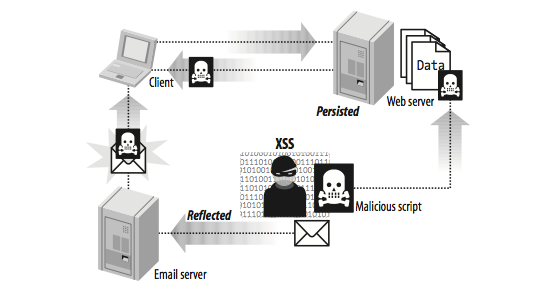 Client
Data
Web server
Persisted
XSS
Malicious script
Reflected
Email server